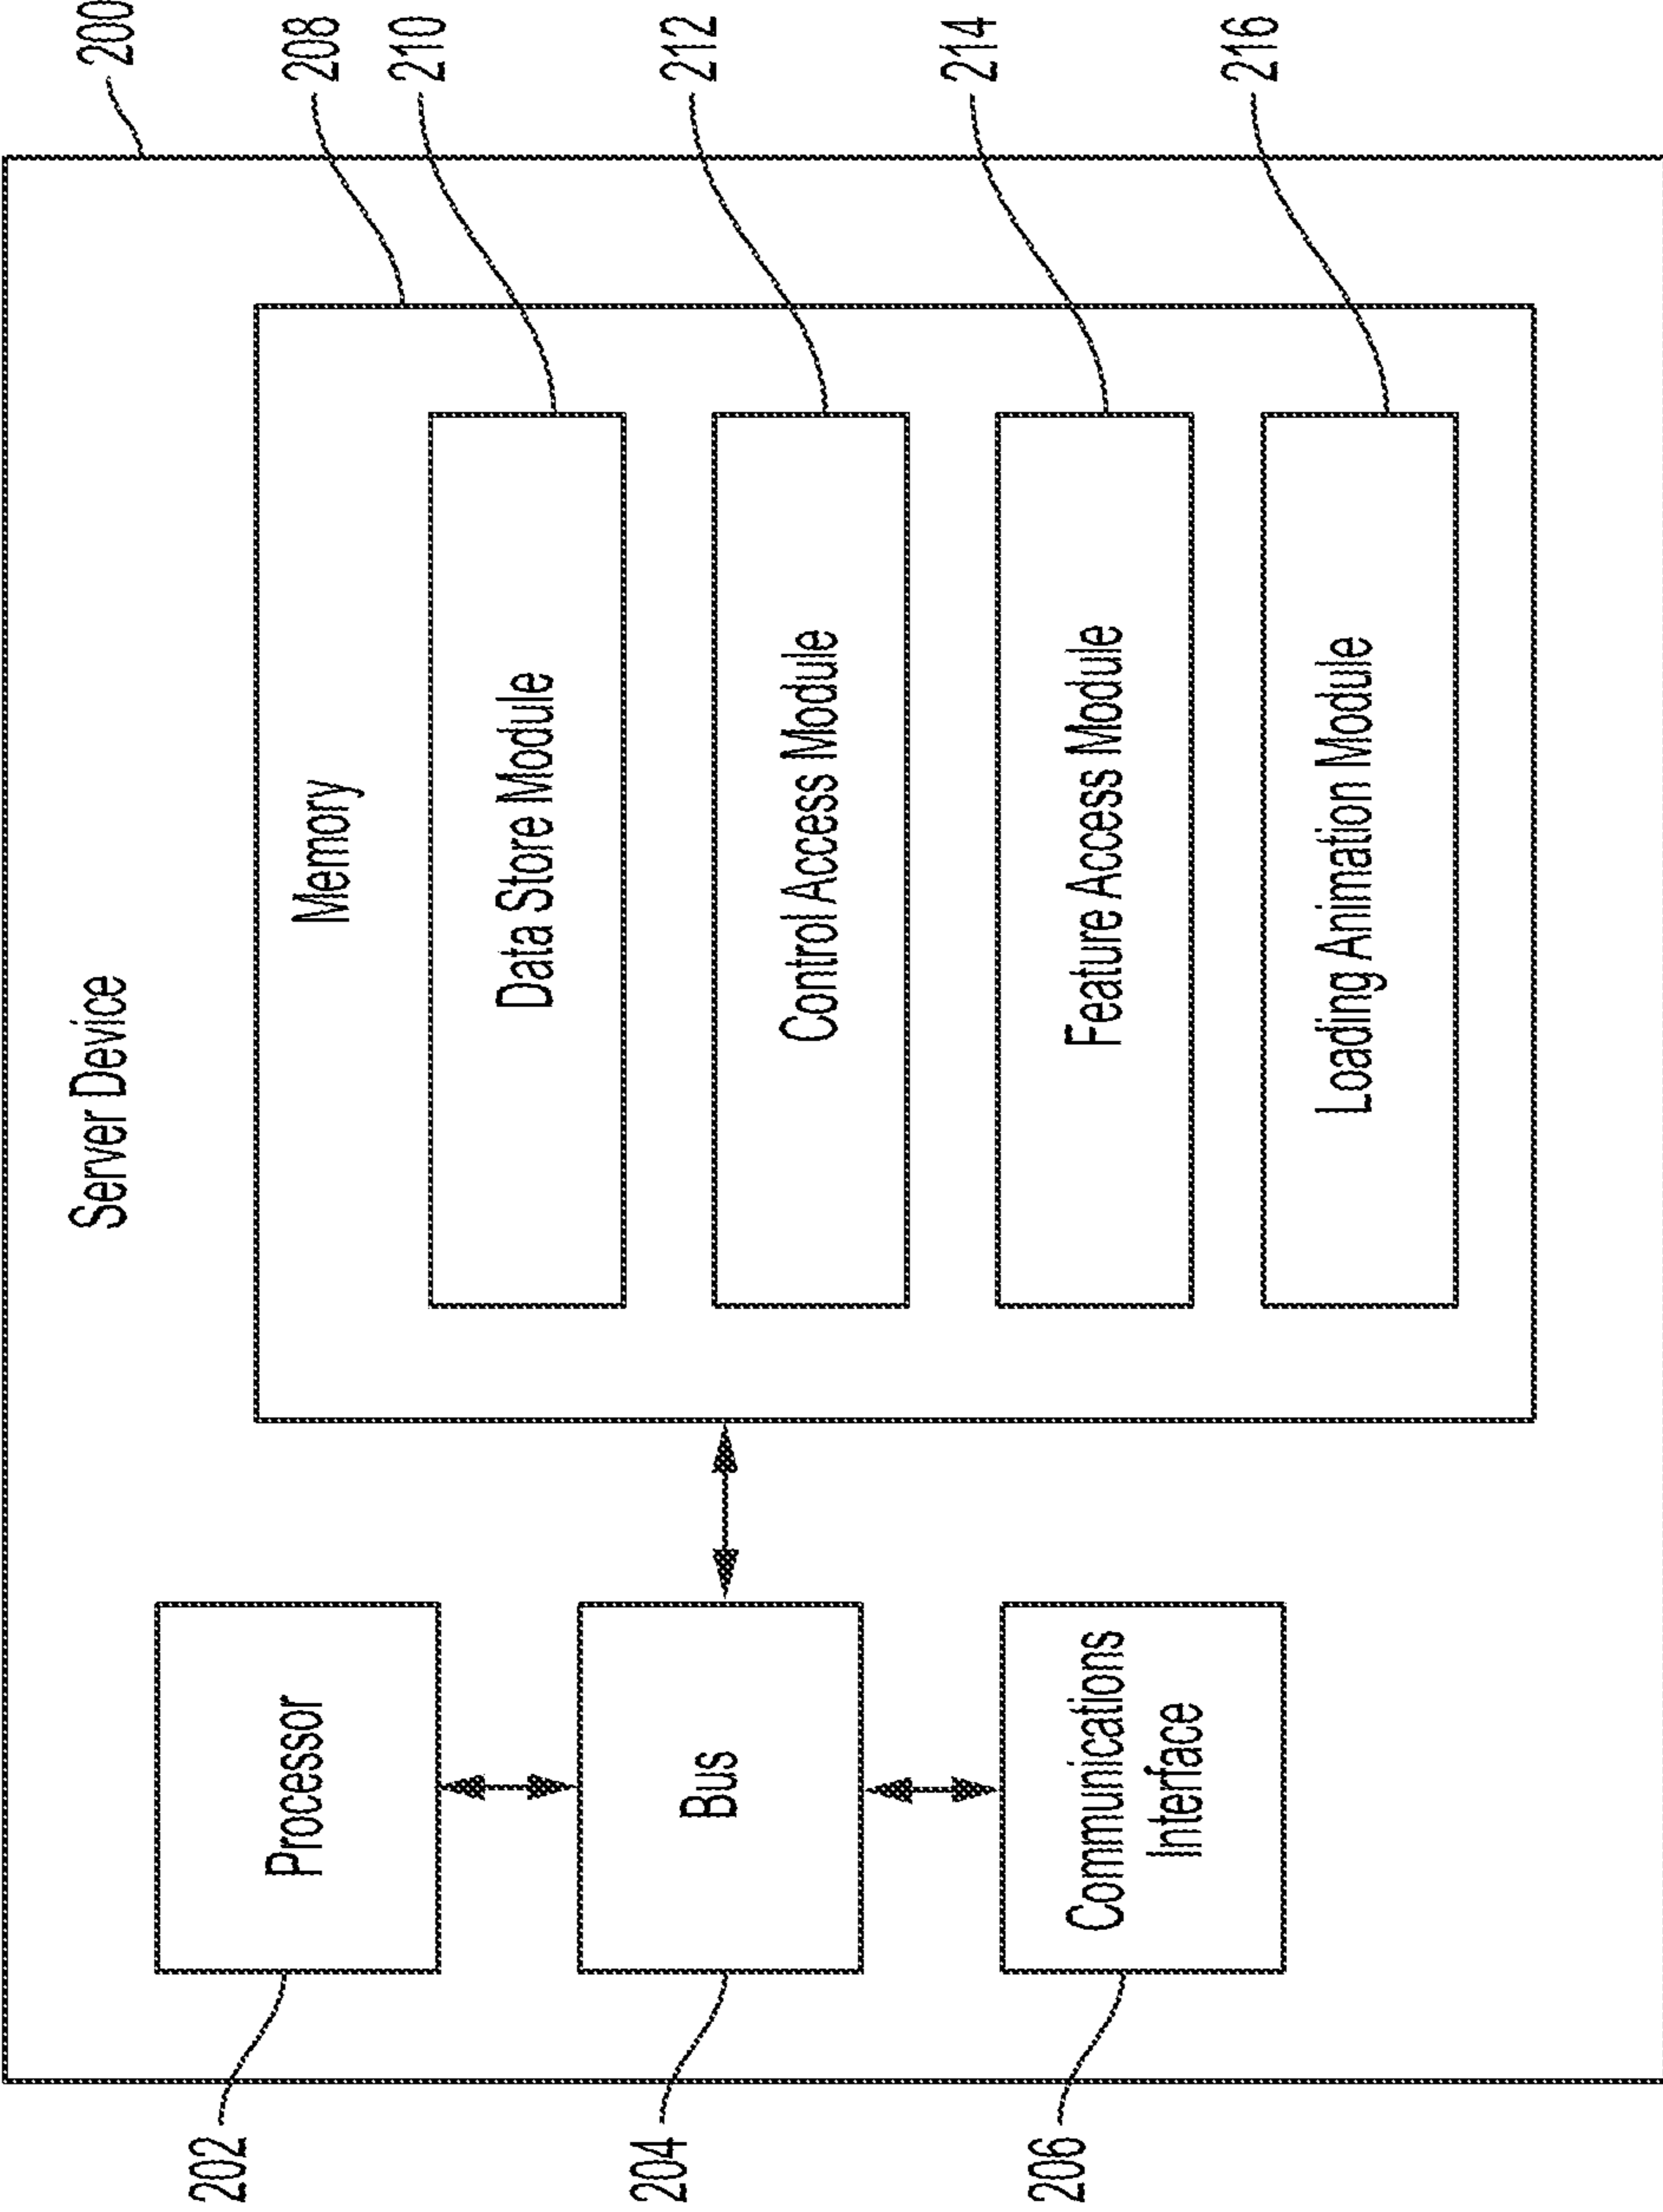 Server Device
200
Processor
202
Bus
204
Communications
Interface
206
Memory
208
Data Store Module
210
Control Access Module
212
Feature Access Module
214
Loading Animation Module
216